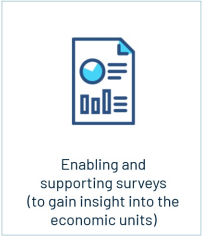 Enabling and
supporting surveys
(to gain insight into the
economic units)